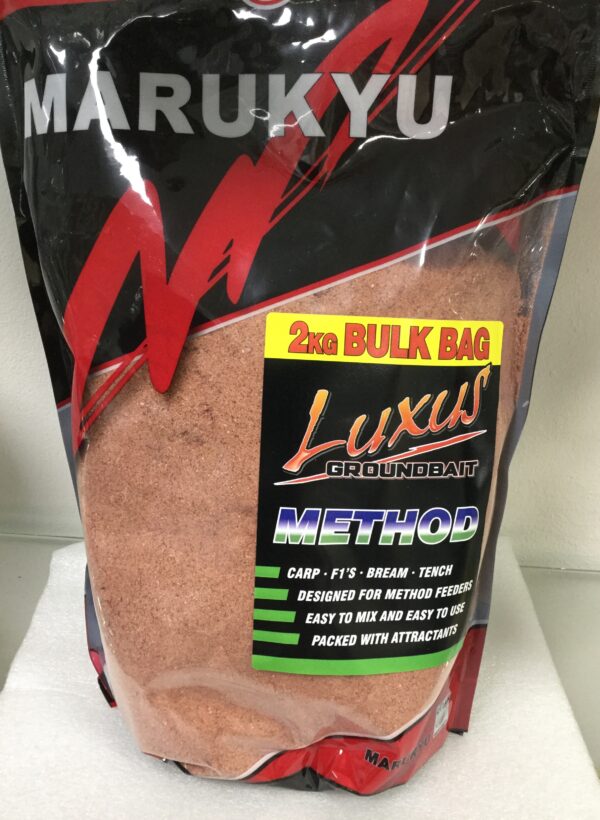 MARUKYU
2KG BULK BAG
LUXUS
GROUNDBAIT
METHOD
CARP · F1'S · BREAM · TENCH
DESIGNED FOR METHOD FEEDERS
EASY TO MIX AND EASY TO USE
PACKED WITH ATTRACTANTS
MARUKYU